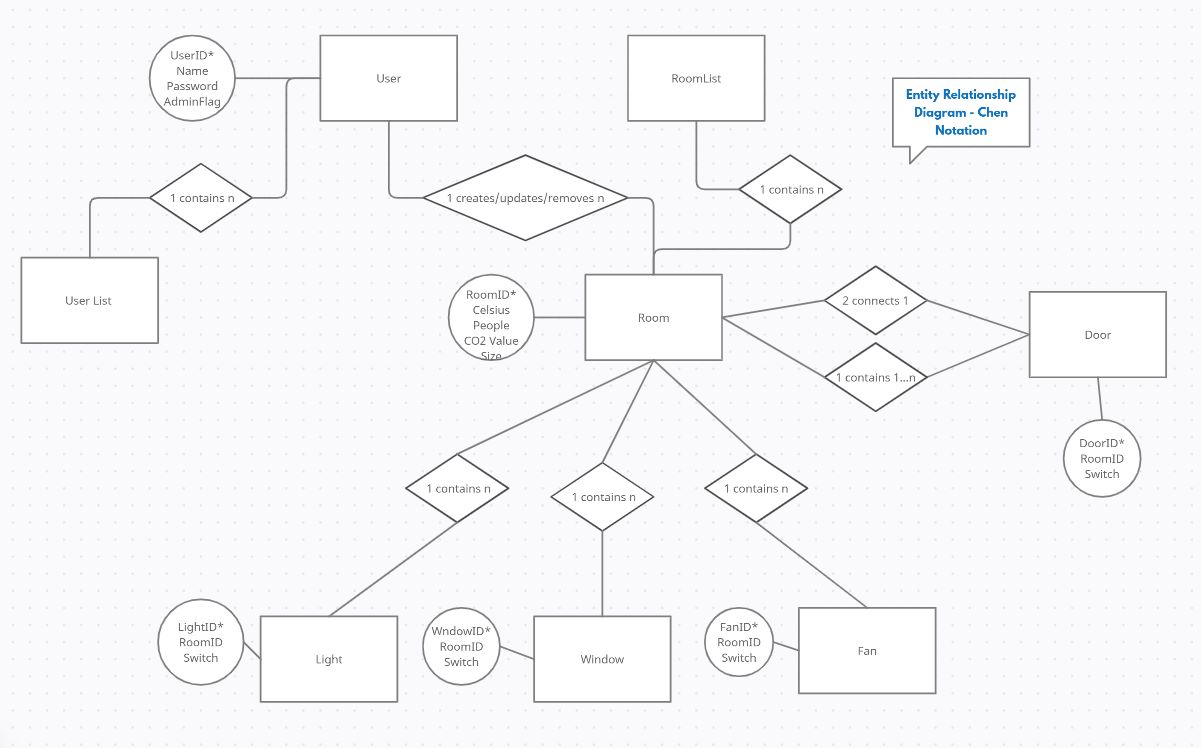 UserID*
Name
Password
AdminFlag
User
RoomList
Entity Relationship
Diagram - Chen
Notation
1 contains n
1 creates/updates/removes n
1 contains n
User List
RoomID*
Celsius
People
CO2 Value
Size
Room
2 connects 1
1 contains 1...n
Door
DoorID*
RoomID
Switch
1 contains n
1 contains n
1 contains n
LightID*
RoomID
Switch
Light
WndowID*
RoomID
Switch
Window
FanID*
RoomID
Switch
Fan